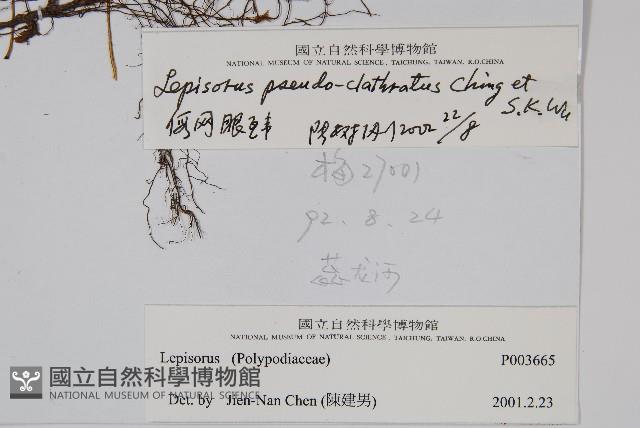 國立自然科學博物館
NATIONAL MUSEUM OF NATURAL SCIENCE, TAICHUNG, TAIWAN, R.O.CHINA
Lepisorus pseudo-clathratus Ching et
S.K. Wu
2002 22/8
27001
92.8.24
國立自然科學博物館
NATIONAL MUSEUM OF NATURAL SCIENCE, TAICHUNG, TAIWAN, R.O.CHINA
Lepisorus (Polypodiaceae) P003665
Det. by Jien-Nan Chen (陳建男) 2001.2.23
國立自然科學博物館
NATIONAL MUSEUM OF NATURAL SCIENCE